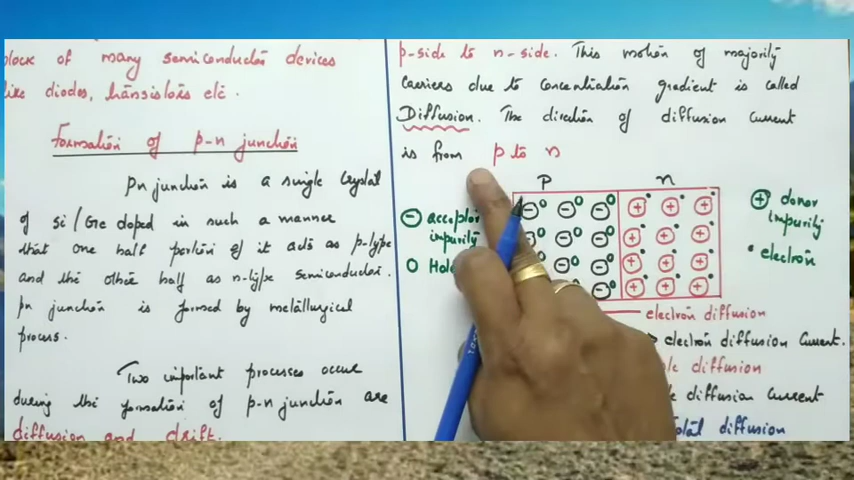 block of many semiconductor devices
like diodes, transistors etc.
Formation of p-n junction
pn junction is a single crystal
of si/Ge doped in such a manner
that one half portion of it acts as p-type
and the other half as n-type semiconductor.
pn junction is formed by metallurgical
process.
Two important processes occur
during the formation of p-n junction are
diffusion and drift.
p-side to n-side. This motion of majority
carriers due to concentration gradient is called
Diffusion. The direction of diffusion current
is from p to n
p n
⊖ acceptor
impurity
O Hole
⊕ donor
impurity
• electron
electron diffusion
electron diffusion current.
diffusion
diffusion current
total diffusion